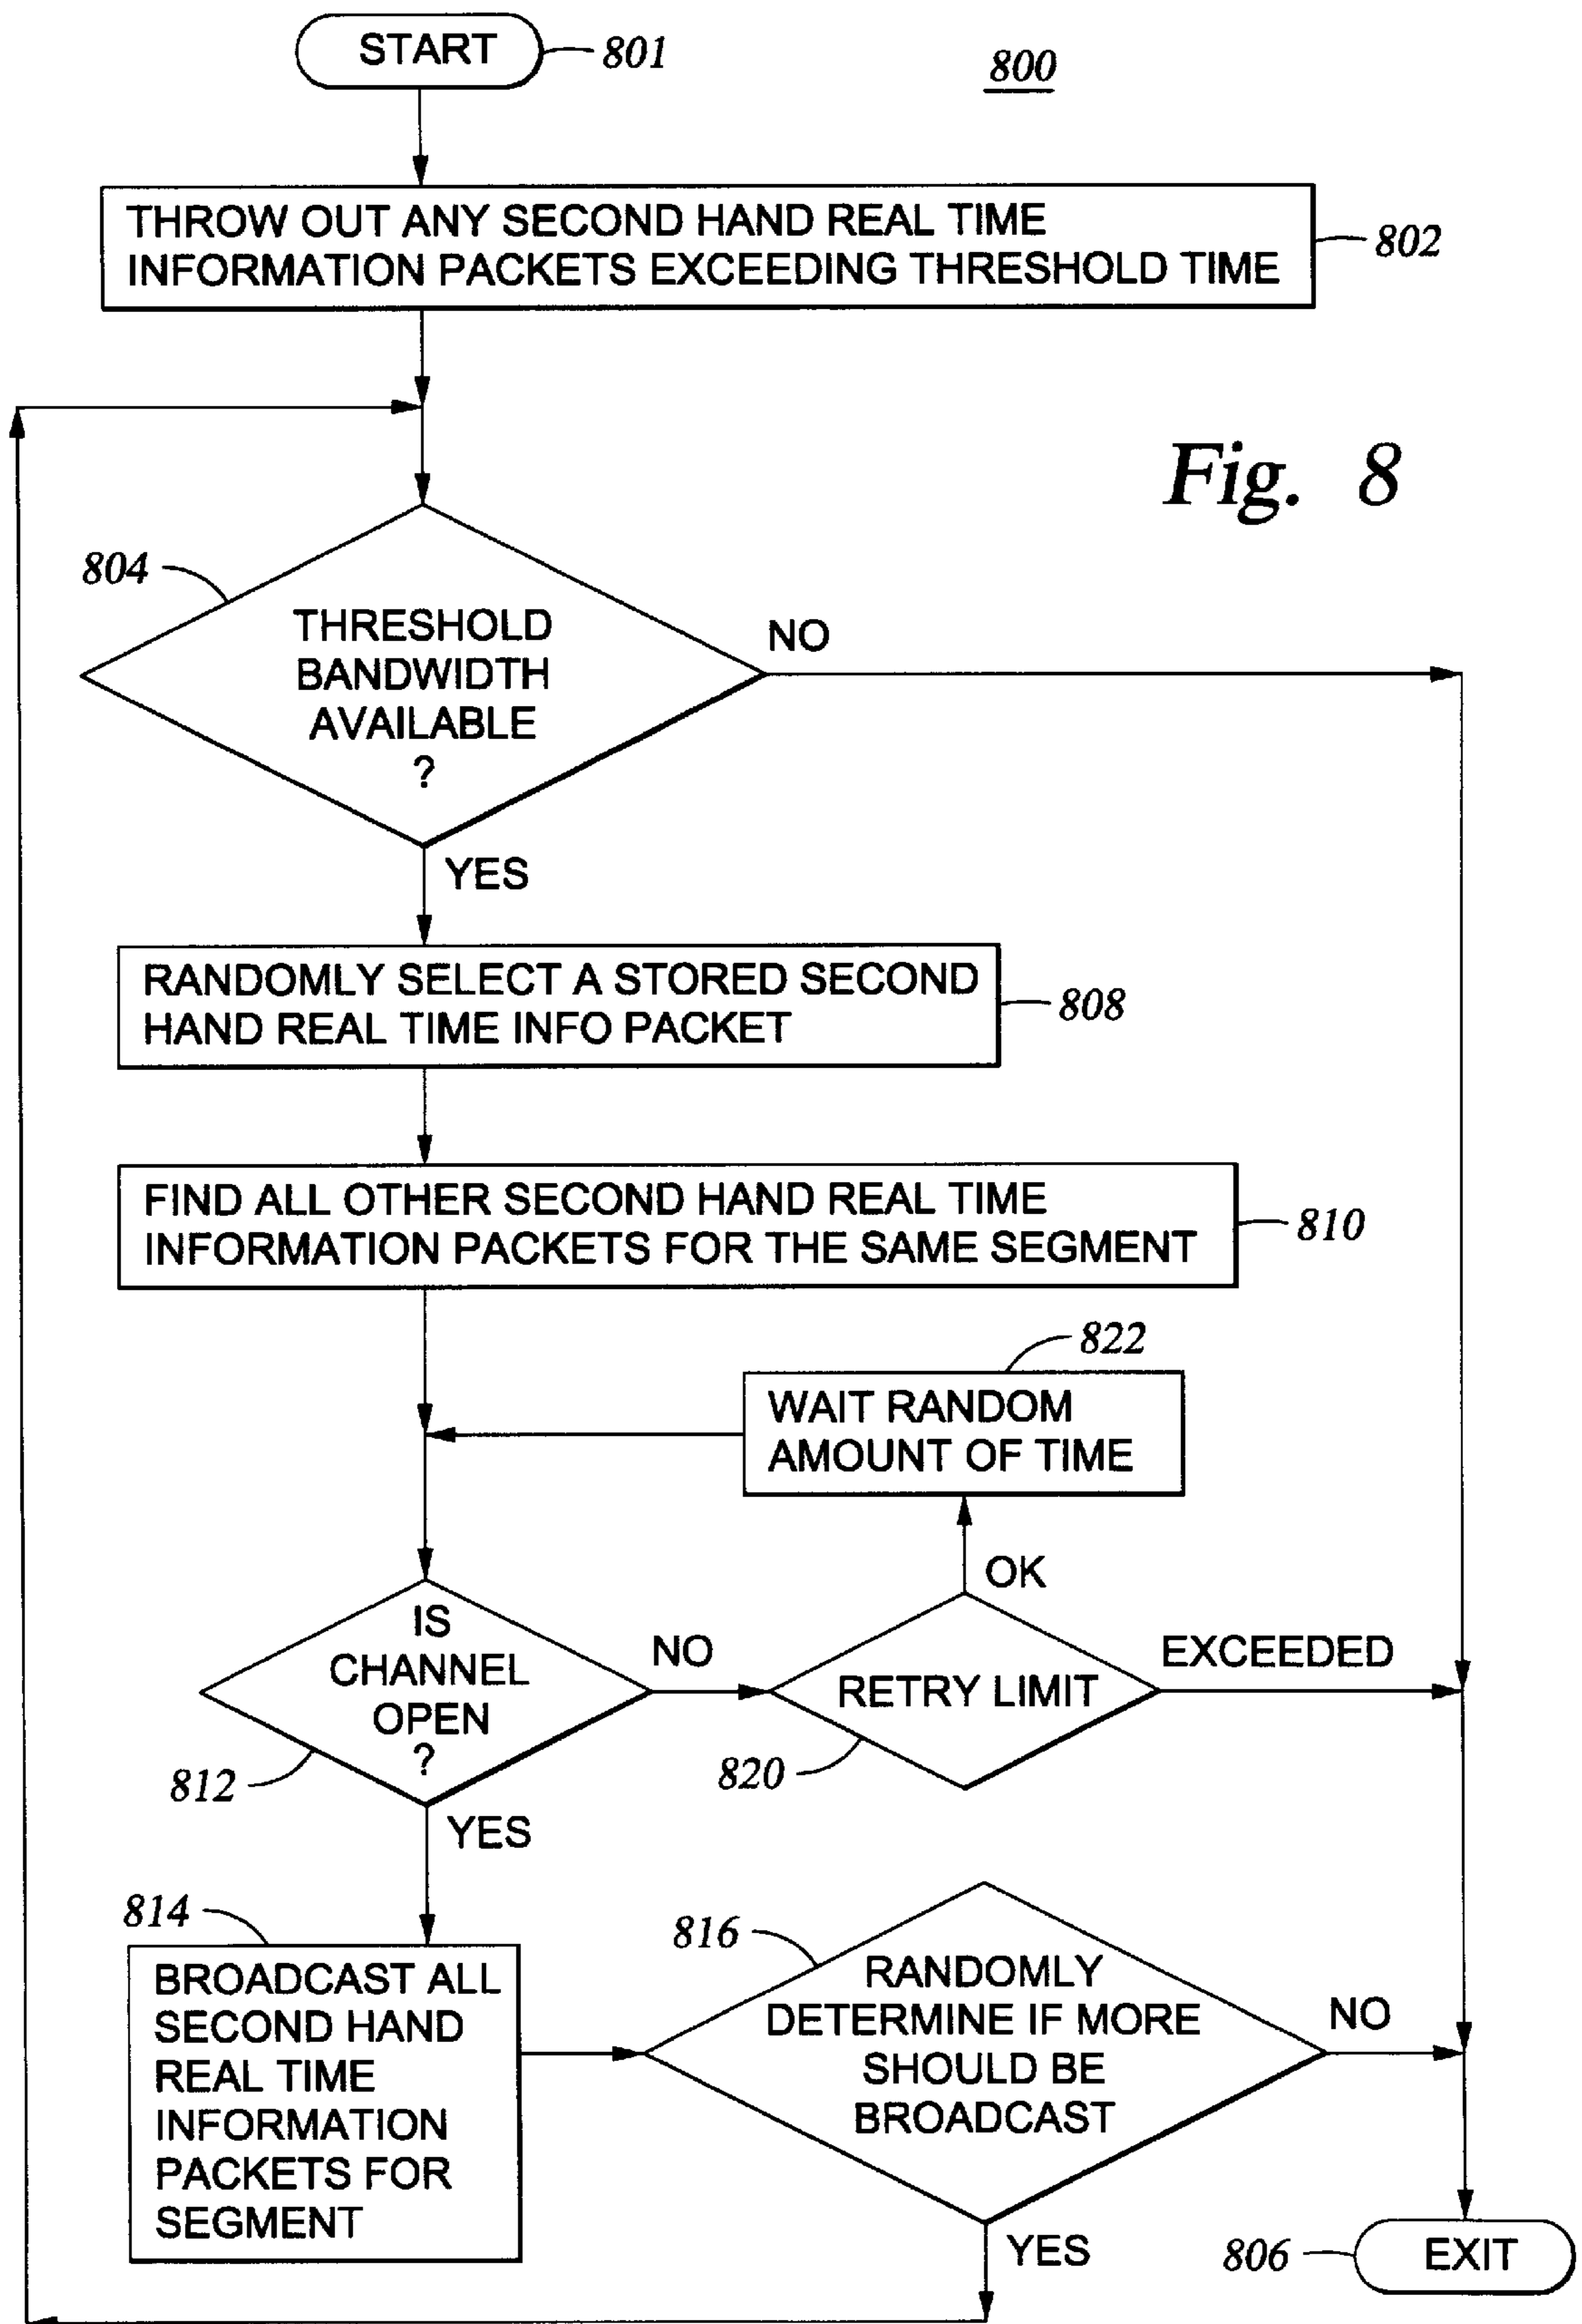 START
801
800
THROW OUT ANY SECOND HAND REAL TIME
INFORMATION PACKETS EXCEEDING THRESHOLD TIME
802
Fig. 8
804
THRESHOLD
BANDWIDTH
AVAILABLE
?
NO
YES
RANDOMLY SELECT A STORED SECOND
HAND REAL TIME INFO PACKET
808
FIND ALL OTHER SECOND HAND REAL TIME
INFORMATION PACKETS FOR THE SAME SEGMENT
810
822
WAIT RANDOM
AMOUNT OF TIME
OK
IS
CHANNEL
OPEN
?
812
NO
RETRY LIMIT
820
EXCEEDED
YES
814
BROADCAST ALL
SECOND HAND
REAL TIME
INFORMATION
PACKETS FOR
SEGMENT
816
RANDOMLY
DETERMINE IF MORE
SHOULD BE
BROADCAST
NO
YES
806
EXIT